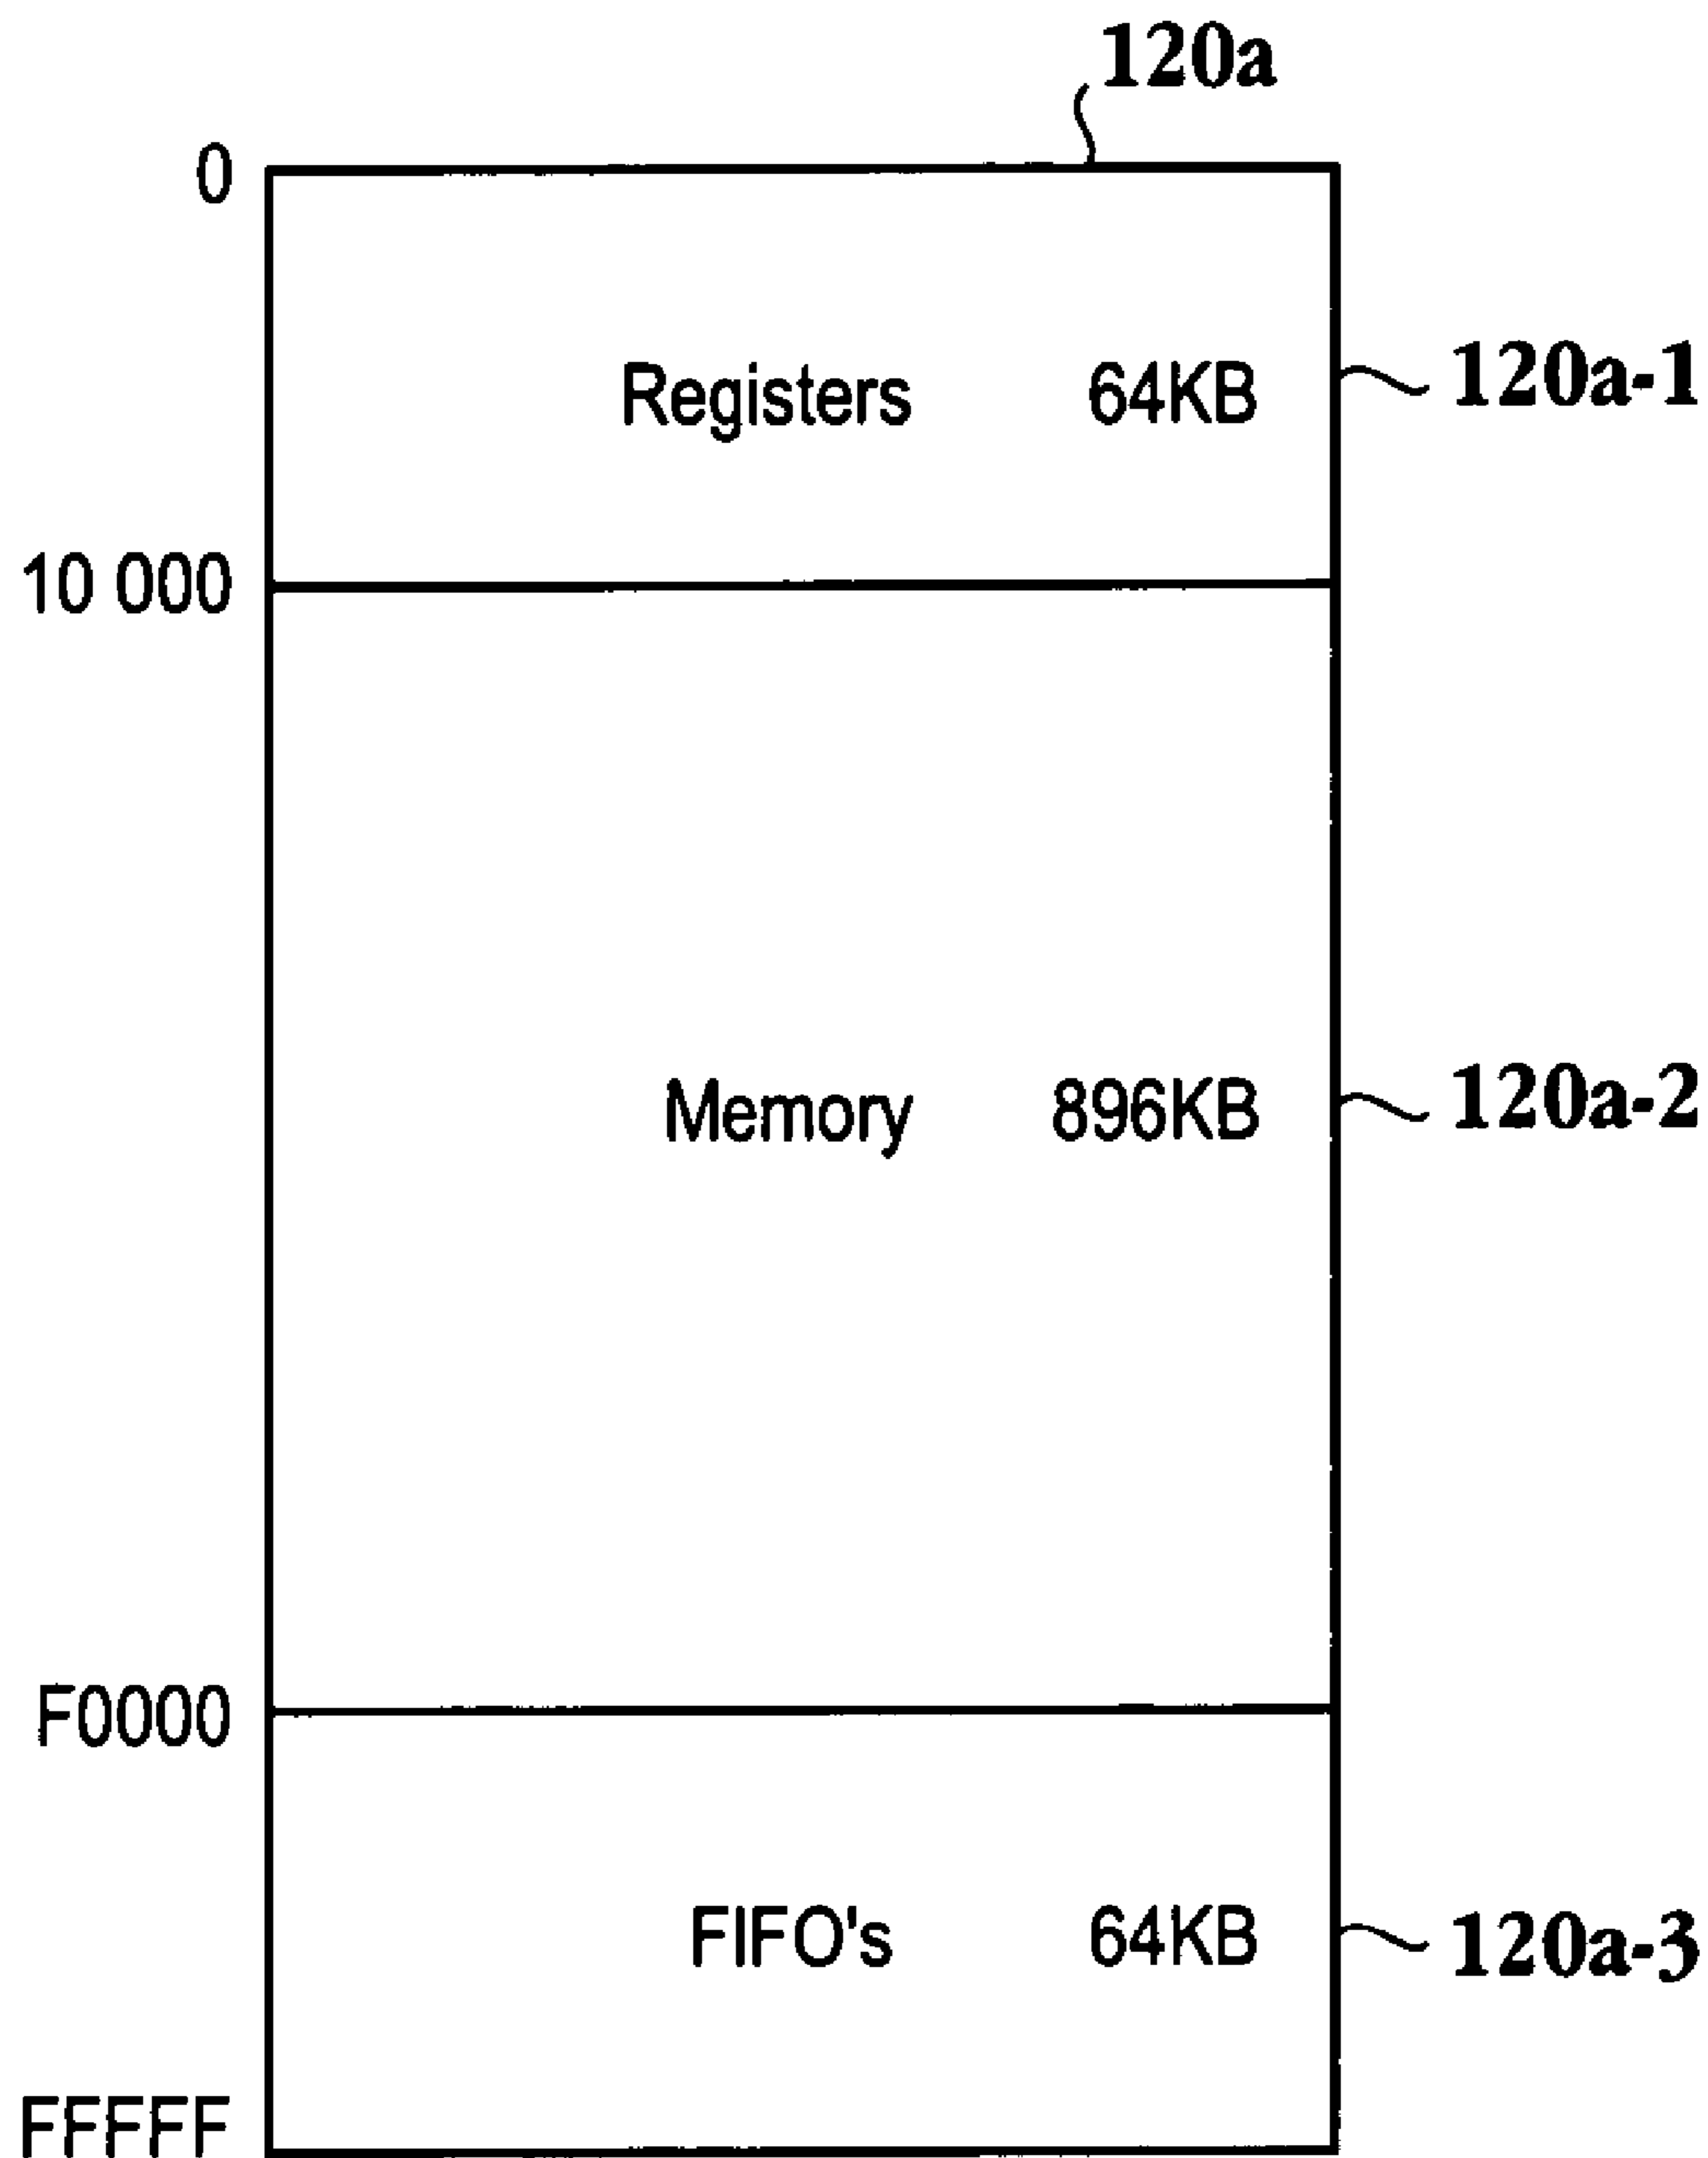 120a
0
Registers 64KB 120a-1
10 000
Memory 896KB 120a-2
F0000
FIFO's 64KB 120a-3
FFFFF